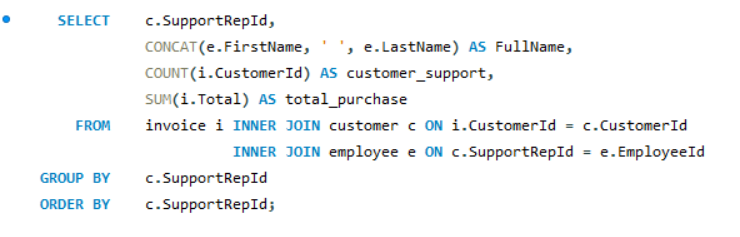 SELECT c.SupportRepId,
CONCAT(e.FirstName, ' ', e.LastName) AS FullName,
COUNT(i.CustomerId) AS customer_support,
SUM(i.Total) AS total_purchase
FROM invoice i INNER JOIN customer c ON i.CustomerId = c.CustomerId
INNER JOIN employee e ON c.SupportRepId = e.EmployeeId
GROUP BY c.SupportRepId
ORDER BY c.SupportRepId;